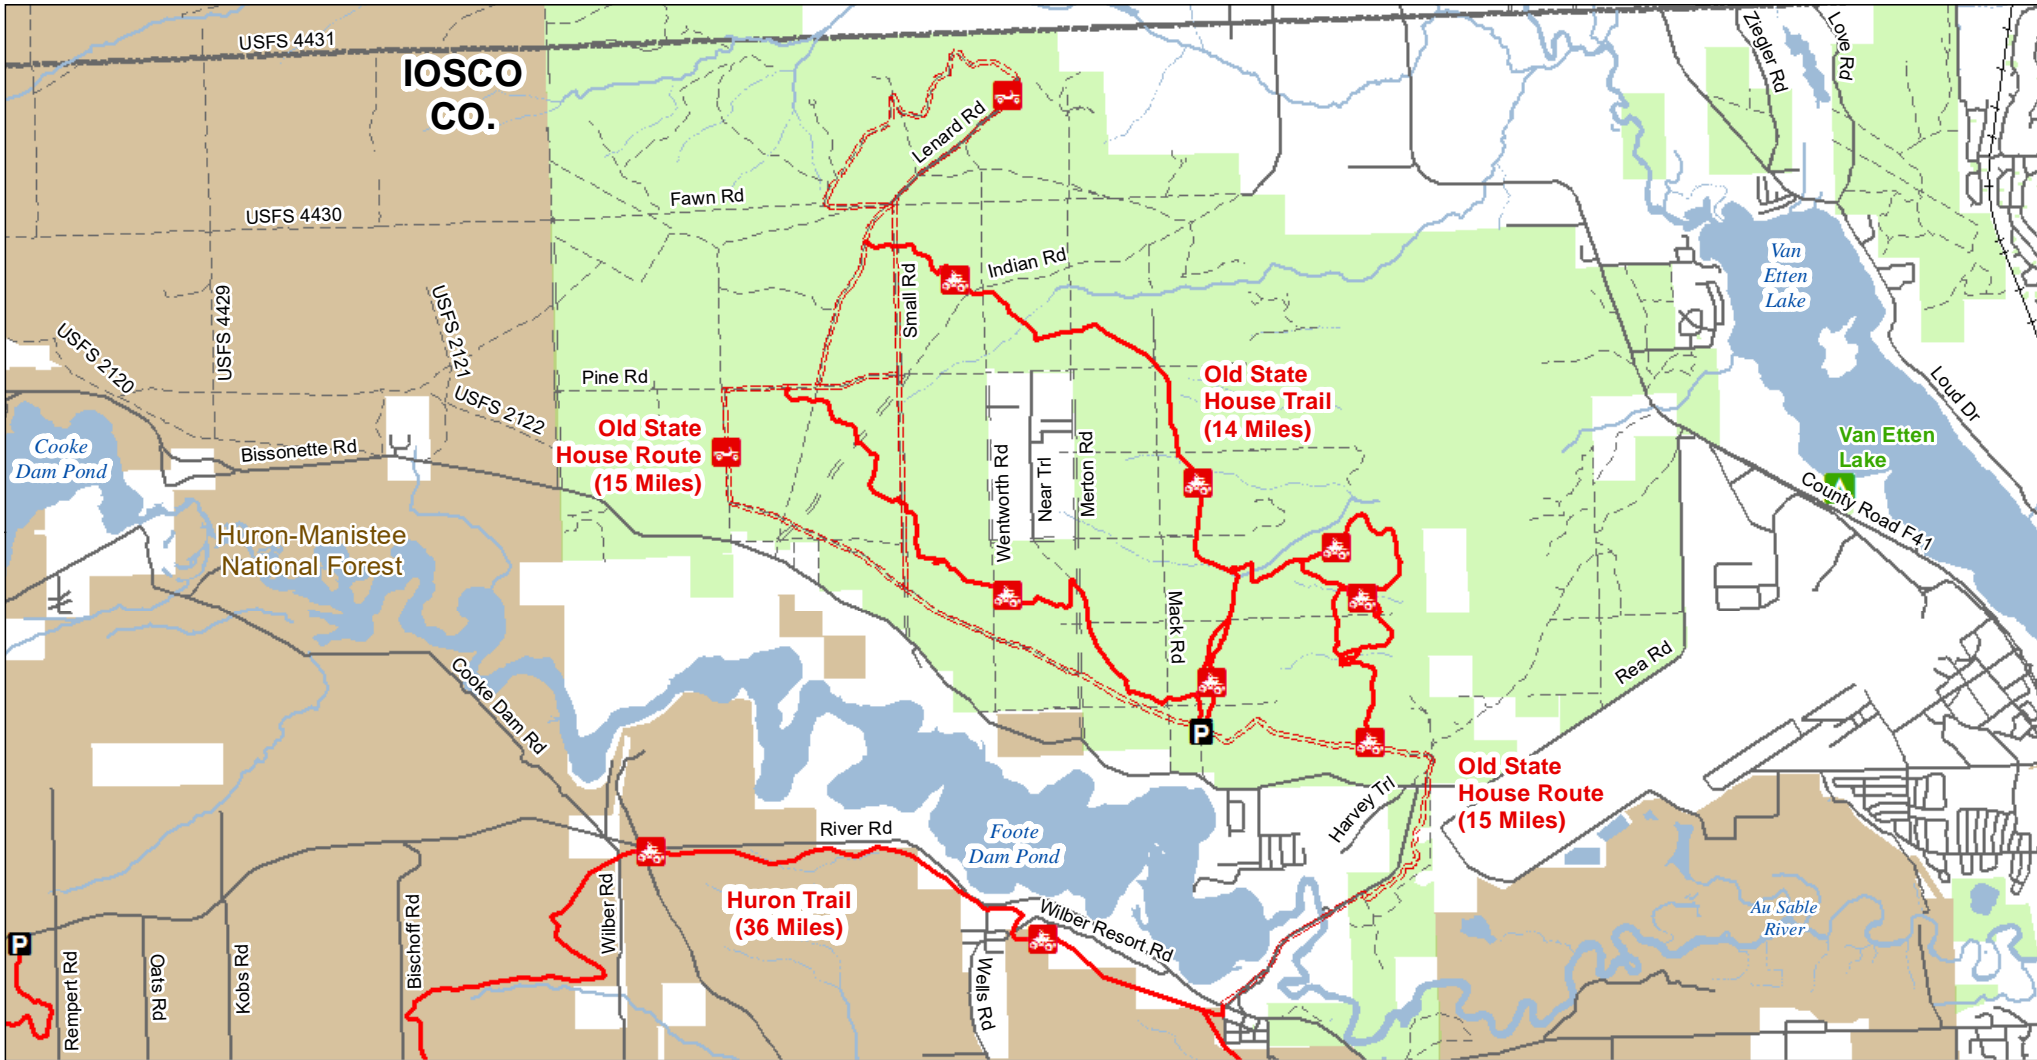 USFS 4431
IOSCO
CO.
Ziegler Rd
Love Rd
Lenard Rd
Fawn Rd
USFS 4430
Indian Rd
Small Rd
Van
Etten
Lake
USFS 4429
USFS 2121
USFS 2120
USFS 2122
Pine Rd
Old State
House Trail
(14 Miles)
Loud Dr
Old State
House Route
(15 Miles)
Bissonette Rd
Cooke
Dam Pond
Wentworth Rd
Near Trl
Merton Rd
Van Etten
Lake
County Road F41
Huron-Manistee
National Forest
Mack Rd
Rea Rd
Cooke Dam Rd
P
Old State
House Route
(15 Miles)
Harvey Trl
River Rd
Foote
Dam Pond
Huron Trail
(36 Miles)
Wilber Rd
Bischoff Rd
Wilber Resort Rd
Wells Rd
Au Sable
River
P
Rempert Rd
Oats Rd
Kobs Rd